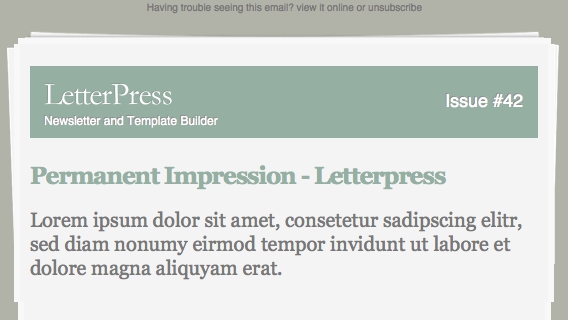 Having trouble seeing this email? view it online or unsubscribe
LetterPress
Issue #42
Newsletter and Template Builder
Permanent Impression - Letterpress
Lorem ipsum dolor sit amet, consetetur sadipscing elitr,
sed diam nonumy eirmod tempor invidunt ut labore et
dolore magna aliquyam erat.